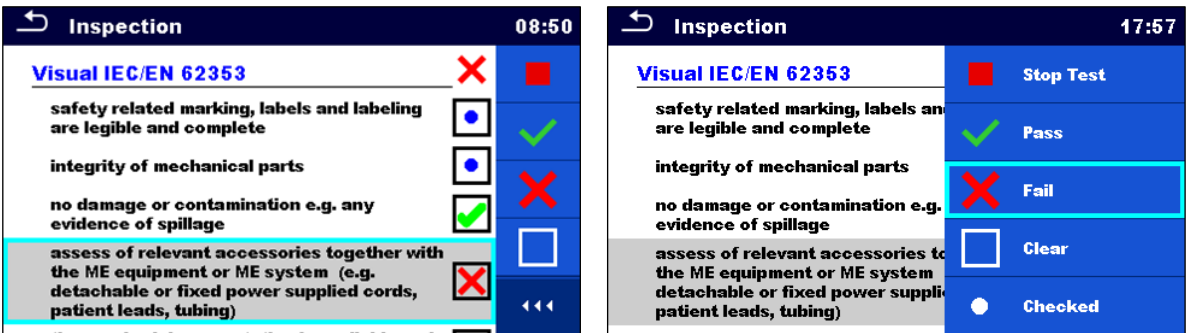 Inspection 08:50
Visual IEC/EN 62353
safety related marking, labels and labeling
are legible and complete
integrity of mechanical parts
no damage or contamination e.g. any
evidence of spillage
assess of relevant accessories together with
the ME equipment or ME system (e.g.
detachable or fixed power supplied cords,
patient leads, tubing)
Inspection 17:57
Visual IEC/EN 62353
safety related marking, labels an
are legible and complete
integrity of mechanical parts
no damage or contamination e.g.
evidence of spillage
assess of relevant accessories to
the ME equipment or ME system
detachable or fixed power suppli
patient leads, tubing)
Stop Test
Pass
Fail
Clear
Checked